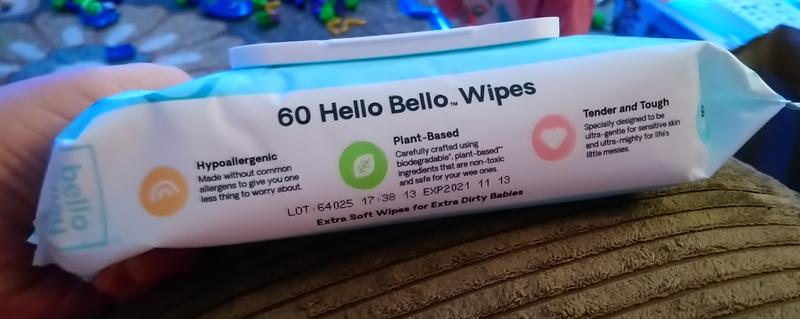 60 Hello Bello™ Wipes
Hypoallergenic
Made without common
allergens to give you one
less thing to worry about.
Plant-Based
Carefully crafted using
biodegradable*, plant-based**
ingredients that are non-toxic
and safe for your wee ones.
Tender and Tough
Specially designed to be
ultra-gentle for sensitive skin
and ultra-mighty for life's
little messes.
LOT:64025 17:38 13 EXP2021 11 13
Extra Soft Wipes for Extra Dirty Babies
hello